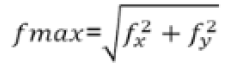 fmax=√(f_x^2 + f_y^2)